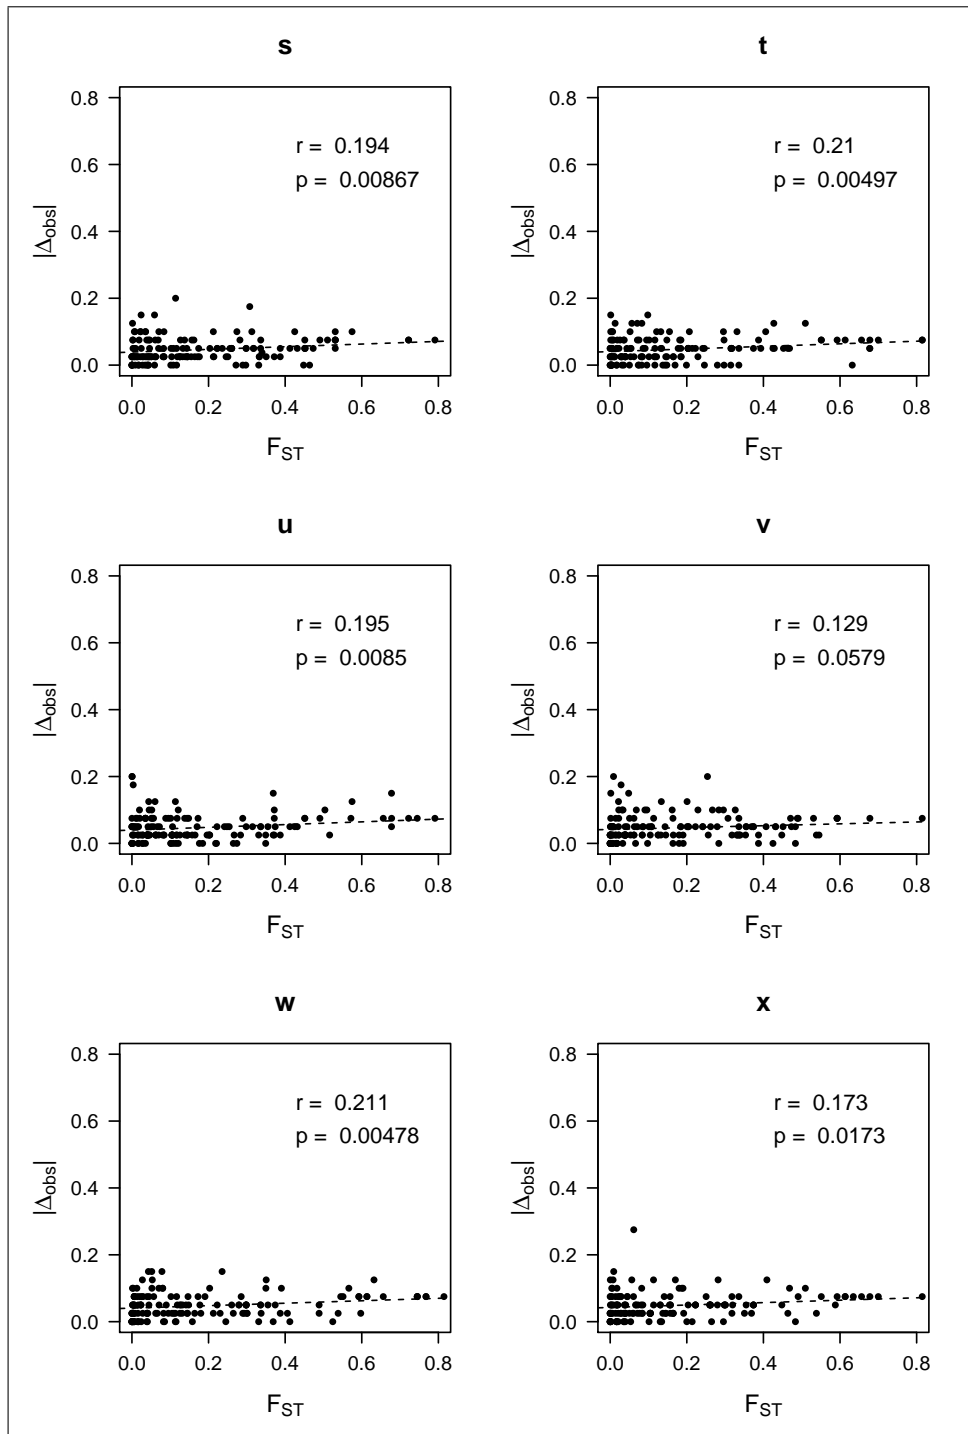 s
t
0.8
0.6
0.4
0.2
0.0
|Δobs|
r = 0.194
p = 0.00867
0.0 0.2 0.4 0.6 0.8
FST
0.8
0.6
0.4
0.2
0.0
|Δobs|
r = 0.21
p = 0.00497
0.0 0.2 0.4 0.6 0.8
FST
u
v
0.8
0.6
0.4
0.2
0.0
|Δobs|
r = 0.195
p = 0.0085
0.0 0.2 0.4 0.6 0.8
FST
0.8
0.6
0.4
0.2
0.0
|Δobs|
r = 0.129
p = 0.0579
0.0 0.2 0.4 0.6 0.8
FST
w
x
0.8
0.6
0.4
0.2
0.0
|Δobs|
r = 0.211
p = 0.00478
0.0 0.2 0.4 0.6 0.8
FST
0.8
0.6
0.4
0.2
0.0
|Δobs|
r = 0.173
p = 0.0173
0.0 0.2 0.4 0.6 0.8
FST